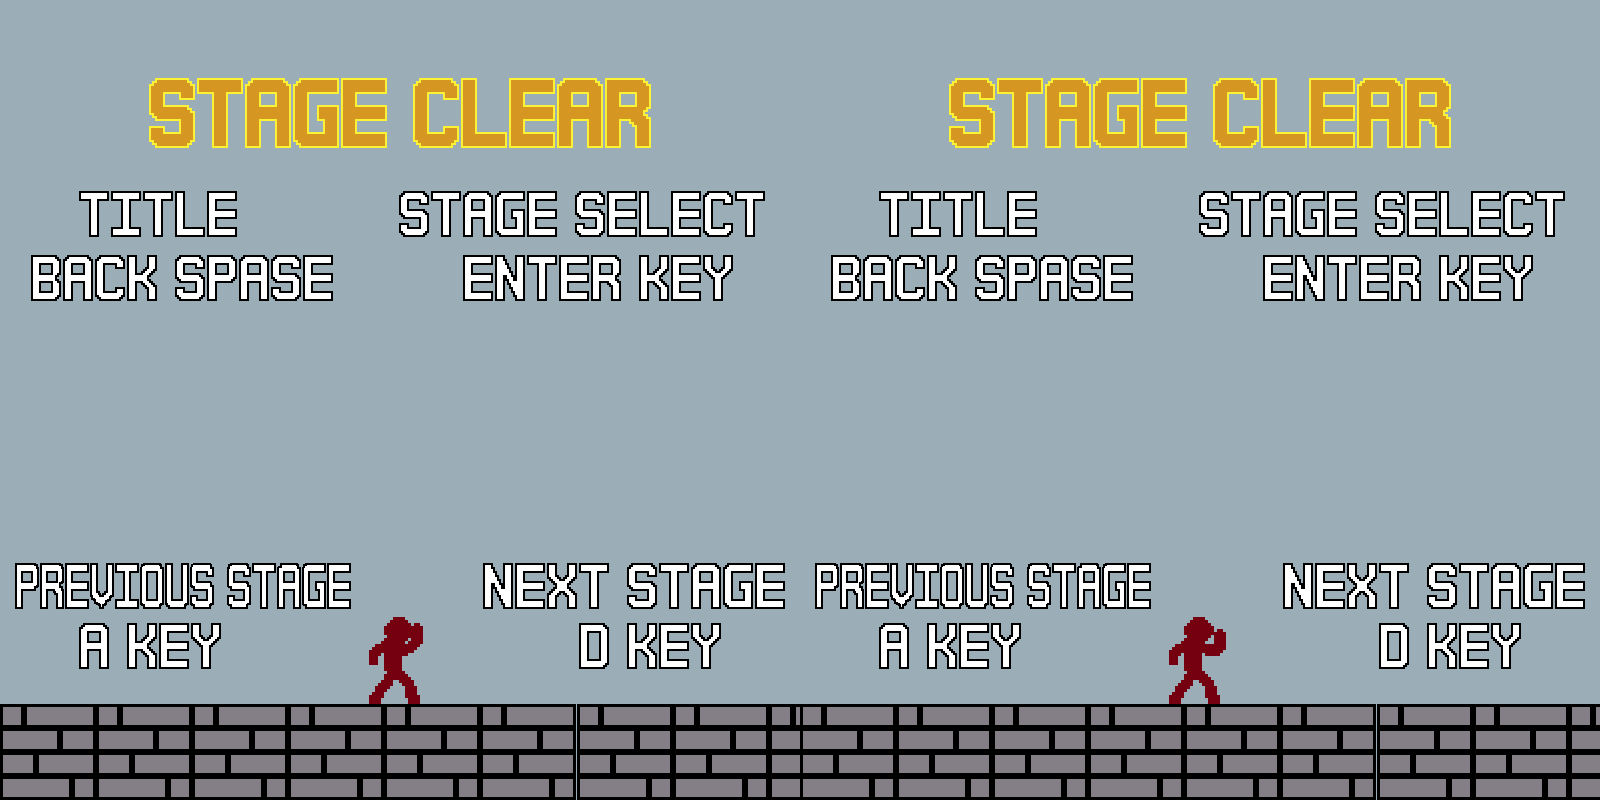 STAGE CLEAR
TITLE
BACK SPASE
STAGE SELECT
ENTER KEY
PREVIOUS STAGE
A KEY
NEXT STAGE
D KEY
STAGE CLEAR
TITLE
BACK SPASE
STAGE SELECT
ENTER KEY
PREVIOUS STAGE
A KEY
NEXT STAGE
D KEY